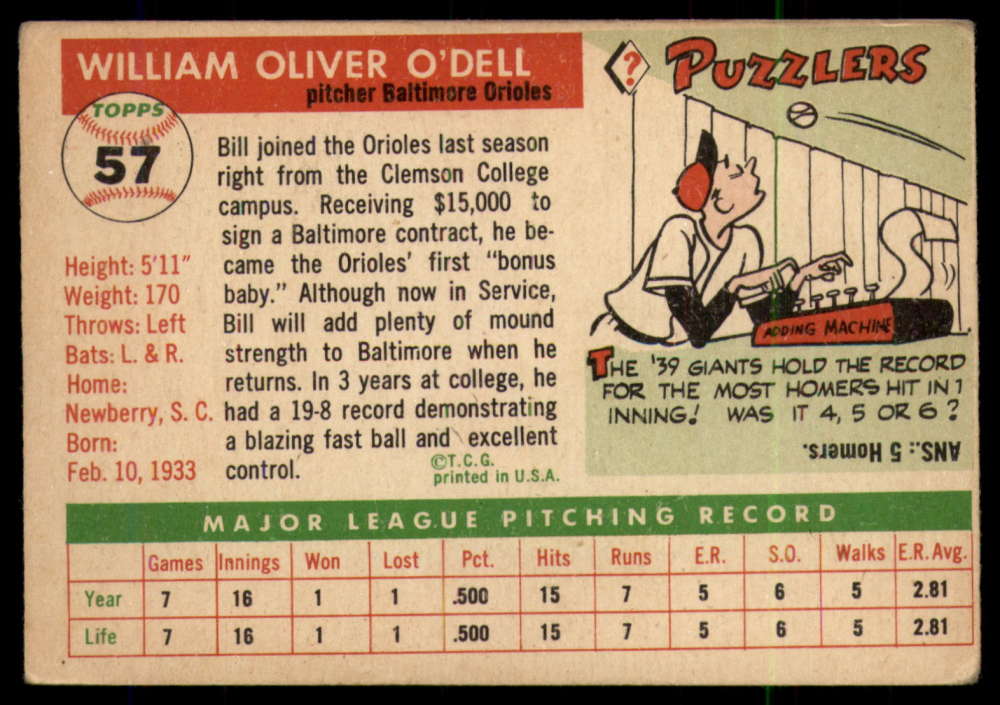 WILLIAM OLIVER O'DELL
pitcher Baltimore Orioles
TOPPS
57
Height: 5'11"
Weight: 170
Throws: Left
Bats: L. & R.
Home:
Newberry, S. C.
Born:
Feb. 10, 1933
Bill joined the Orioles last season
right from the Clemson College
campus. Receiving $15,000 to
sign a Baltimore contract, he be-
came the Orioles' first "bonus
baby." Although now in Service,
Bill will add plenty of mound
strength to Baltimore when he
returns. In 3 years at college, he
had a 19-8 record demonstrating
a blazing fast ball and excellent
control.
©T.C.G.
printed in U.S.A.
? PUZZLERS
ADDING MACHINE
THE '39 GIANTS HOLD THE RECORD
FOR THE MOST HOMERS HIT IN 1
INNING! WAS IT 4, 5 OR 6?
ANS.: 5 Homers.
MAJOR LEAGUE PITCHING RECORD
Games Innings Won Lost Pct. Hits Runs E.R. S.O. Walks E.R. Avg.
Year 7 16 1 1 .500 15 7 5 6 5 2.81
Life 7 16 1 1 .500 15 7 5 6 5 2.81